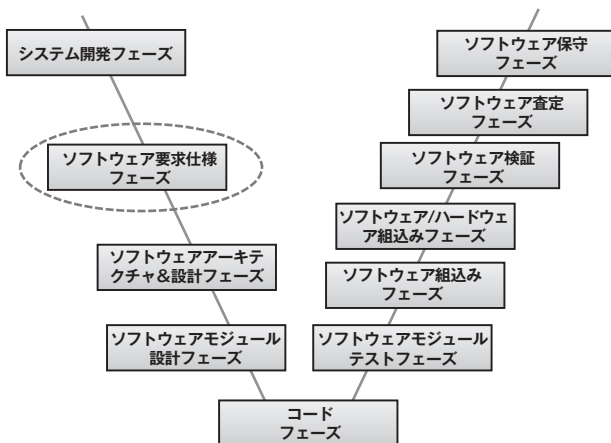 システム開発フェーズ
ソフトウェア要求仕様
フェーズ
ソフトウェアアーキテ
クチャ&設計フェーズ
ソフトウェアモジュール
設計フェーズ
コード
フェーズ
ソフトウェアモジュール
テストフェーズ
ソフトウェア組込み
フェーズ
ソフトウェア/ハードウェ
ア組込みフェーズ
ソフトウェア検証
フェーズ
ソフトウェア査定
フェーズ
ソフトウェア保守
フェーズ